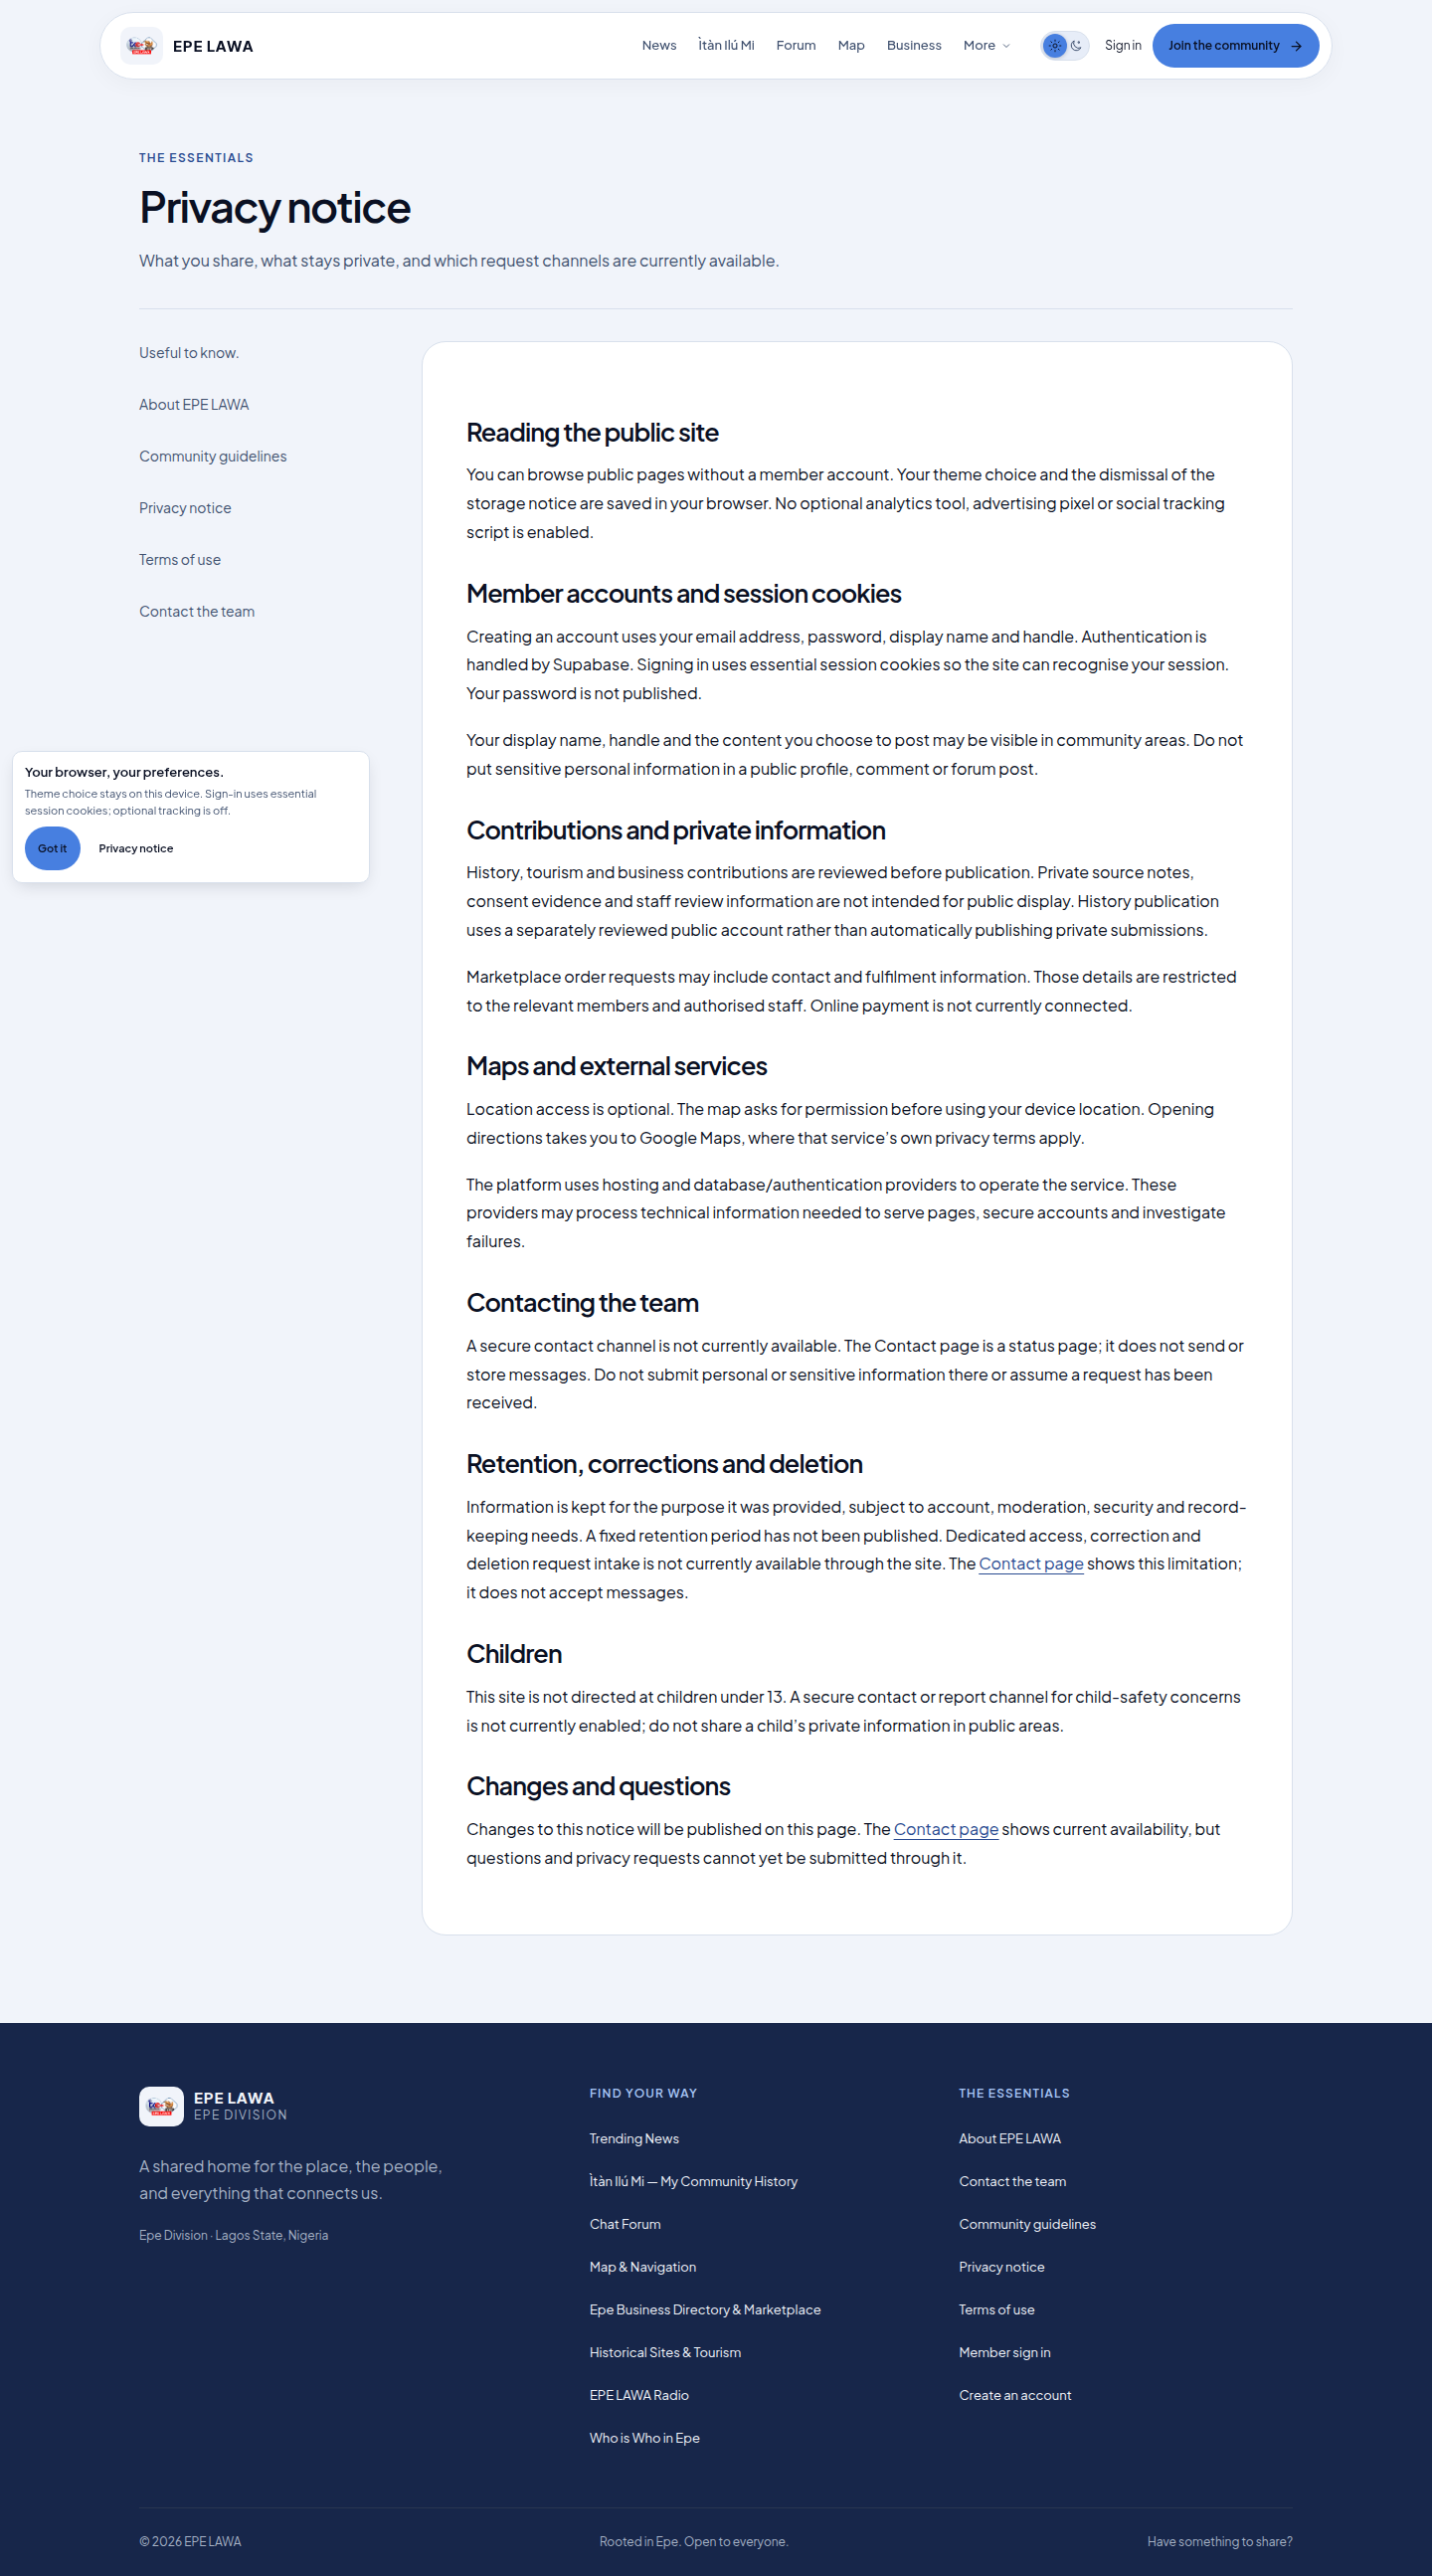 EPE LAWA
News
Ìtàn Ilú Mi
Forum
Map
Business
More
Sign in
Join the community
THE ESSENTIALS
Privacy notice
What you share, what stays private, and which request channels are currently available.
Useful to know.
About EPE LAWA
Community guidelines
Privacy notice
Terms of use
Contact the team
Your browser, your preferences.
Theme choice stays on this device. Sign-in uses essential
session cookies; optional tracking is off.
Got it
Privacy notice
Reading the public site
You can browse public pages without a member account. Your theme choice and the dismissal of the
storage notice are saved in your browser. No optional analytics tool, advertising pixel or social tracking
script is enabled.
Member accounts and session cookies
Creating an account uses your email address, password, display name and handle. Authentication is
handled by Supabase. Signing in uses essential session cookies so the site can recognise your session.
Your password is not published.
Your display name, handle and the content you choose to post may be visible in community areas. Do not
put sensitive personal information in a public profile, comment or forum post.
Contributions and private information
History, tourism and business contributions are reviewed before publication. Private source notes,
consent evidence and staff review information are not intended for public display. History publication
uses a separately reviewed public account rather than automatically publishing private submissions.
Marketplace order requests may include contact and fulfilment information. Those details are restricted
to the relevant members and authorised staff. Online payment is not currently connected.
Maps and external services
Location access is optional. The map asks for permission before using your device location. Opening
directions takes you to Google Maps, where that service’s own privacy terms apply.
The platform uses hosting and database/authentication providers to operate the service. These
providers may process technical information needed to serve pages, secure accounts and investigate
failures.
Contacting the team
A secure contact channel is not currently available. The Contact page is a status page; it does not send or
store messages. Do not submit personal or sensitive information there or assume a request has been
received.
Retention, corrections and deletion
Information is kept for the purpose it was provided, subject to account, moderation, security and record-
keeping needs. A fixed retention period has not been published. Dedicated access, correction and
deletion request intake is not currently available through the site. The Contact page shows this limitation;
it does not accept messages.
Children
This site is not directed at children under 13. A secure contact or report channel for child-safety concerns
is not currently enabled; do not share a child’s private information in public areas.
Changes and questions
Changes to this notice will be published on this page. The Contact page shows current availability, but
questions and privacy requests cannot yet be submitted through it.
EPE LAWA
EPE DIVISION
A shared home for the place, the people,
and everything that connects us.
Epe Division · Lagos State, Nigeria
FIND YOUR WAY
Trending News
Ìtàn Ilú Mi — My Community History
Chat Forum
Map & Navigation
Epe Business Directory & Marketplace
Historical Sites & Tourism
EPE LAWA Radio
Who is Who in Epe
THE ESSENTIALS
About EPE LAWA
Contact the team
Community guidelines
Privacy notice
Terms of use
Member sign in
Create an account
© 2026 EPE LAWA
Rooted in Epe. Open to everyone.
Have something to share?